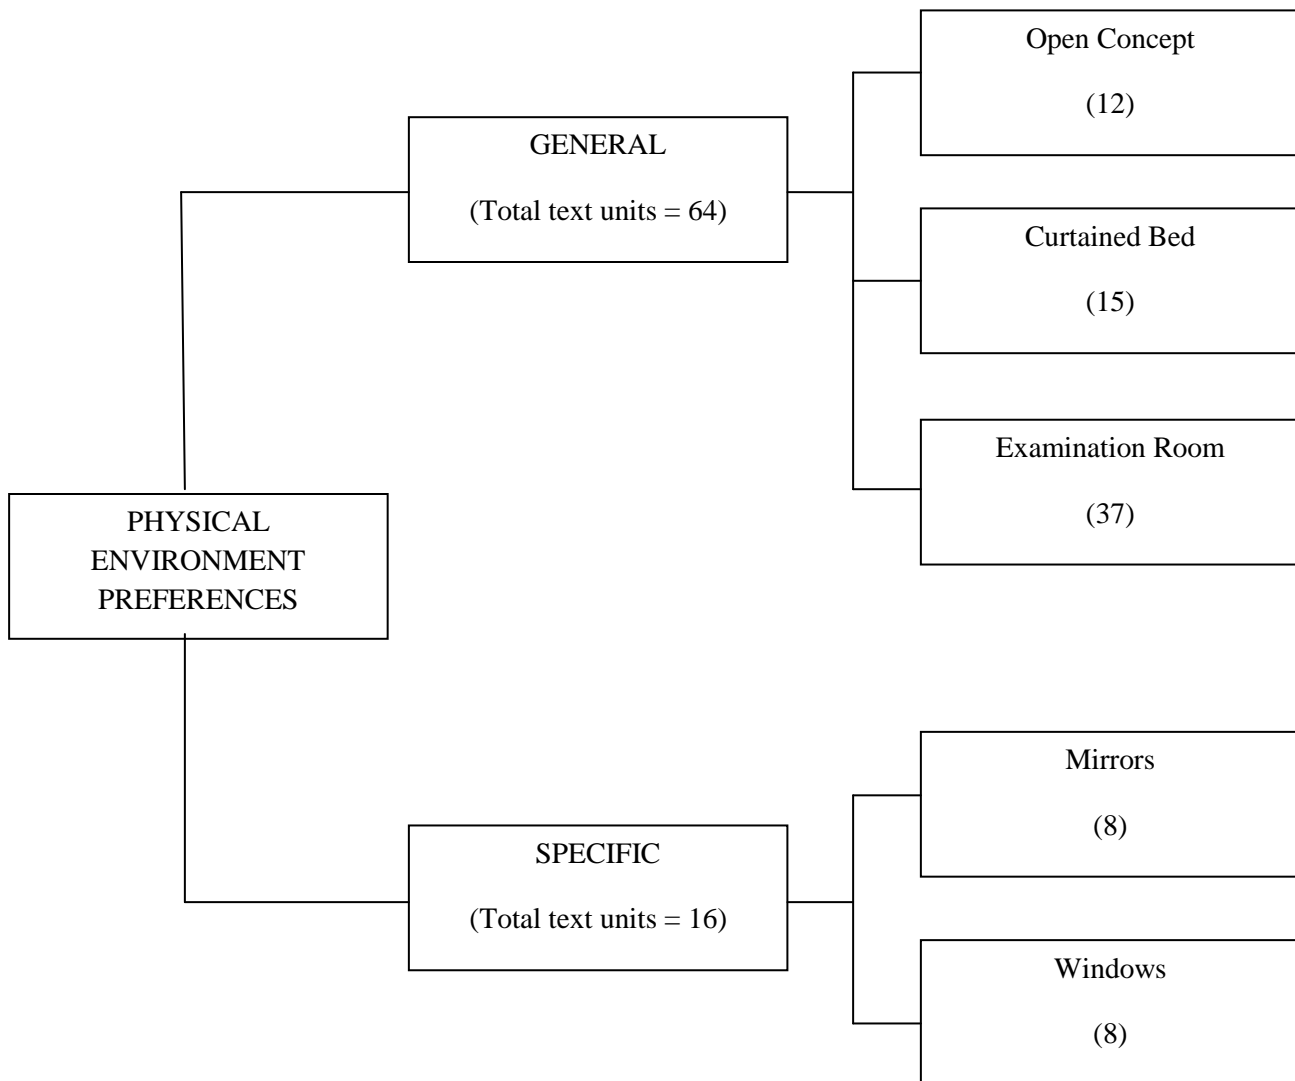 Open Concept
(12)
GENERAL
(Total text units = 64)
Curtained Bed
(15)
Examination Room
(37)
PHYSICAL
ENVIRONMENT
PREFERENCES
Mirrors
(8)
SPECIFIC
(Total text units = 16)
Windows
(8)